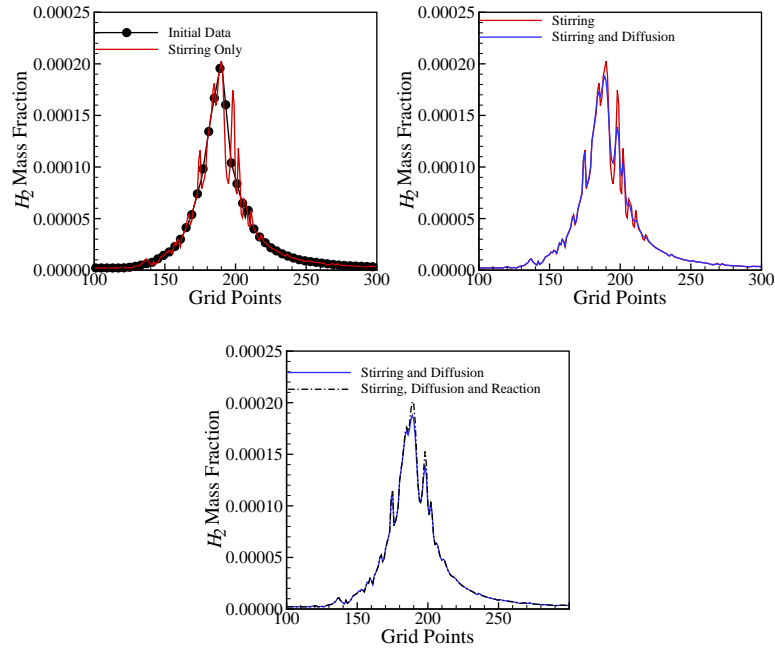 Initial Data
Stirring Only
0.00025
0.00020
0.00015
0.00010
0.00005
0.00000
H2 Mass Fraction
100 150 200 250 300
Grid Points
Stirring
Stirring and Diffusion
0.00025
0.00020
0.00015
0.00010
0.00005
0.00000
H2 Mass Fraction
100 150 200 250 300
Grid Points
Stirring and Diffusion
Stirring, Diffusion and Reaction
0.00025
0.00020
0.00015
0.00010
0.00005
0.00000
H2 Mass Fraction
100 150 200 250
Grid Points